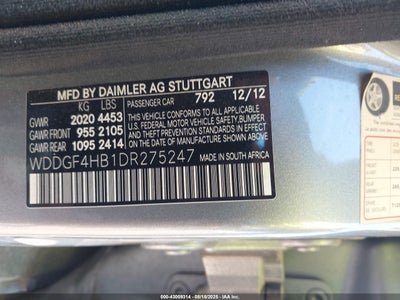 MFD BY DAIMLER AG STUTTGART
KG LBS PASSENGER CAR 792 12/12
GVWR 2020 4453
GAWR FRONT 955 2105
GAWR REAR 1095 2414
THIS VEHICLE CONFORMS TO ALL APPLICABLE
U.S. FEDERAL MOTOR VEHICLE SAFETY,BUMPER,
AND THEFT PREVENTION STANDARDS IN EFFECT
ON THE DATE OF MANUFACTURE SHOWN ABOVE.
WDDGF4HB1DR275247 MADE IN SOUTH AFRICA
000-43009314 - 08/18/2025 - IAA Inc.